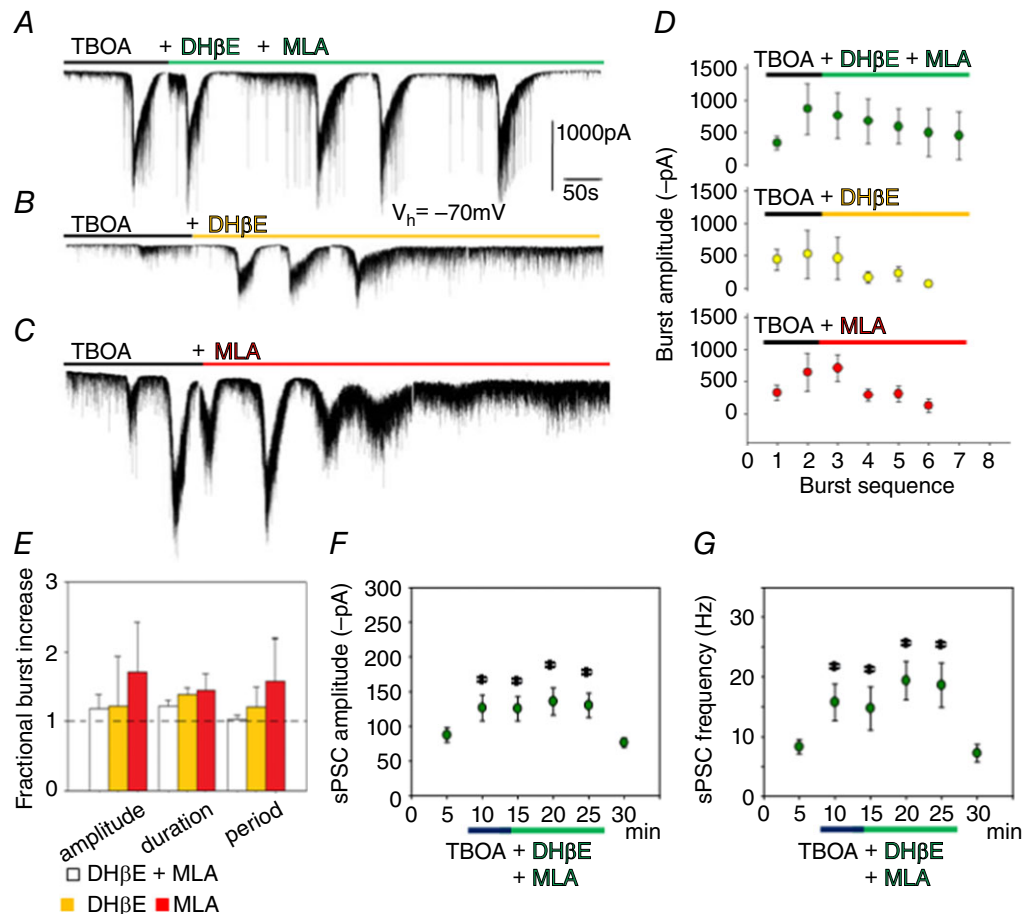 A
TBOA + DHβE + MLA
1000pA
50s
B
Vh= –70mV
TBOA + DHβE
C
TBOA + MLA
D
TBOA + DHβE + MLA
1500
1000
500
0
TBOA + DHβE
1500
1000
500
0
TBOA + MLA
1500
1000
500
0
Burst amplitude (–pA)
0 1 2 3 4 5 6 7 8
Burst sequence
E
3
2
1
0
Fractional burst increase
amplitude duration period
DHβE + MLA
DHβE MLA
F
300
250
200
150
100
50
0
sPSC amplitude (–pA)
0 5 10 15 20 25 30 min
TBOA + DHβE
+ MLA
G
30
20
10
0
sPSC frequency (Hz)
0 5 10 15 20 25 30 min
TBOA + DHβE
+ MLA